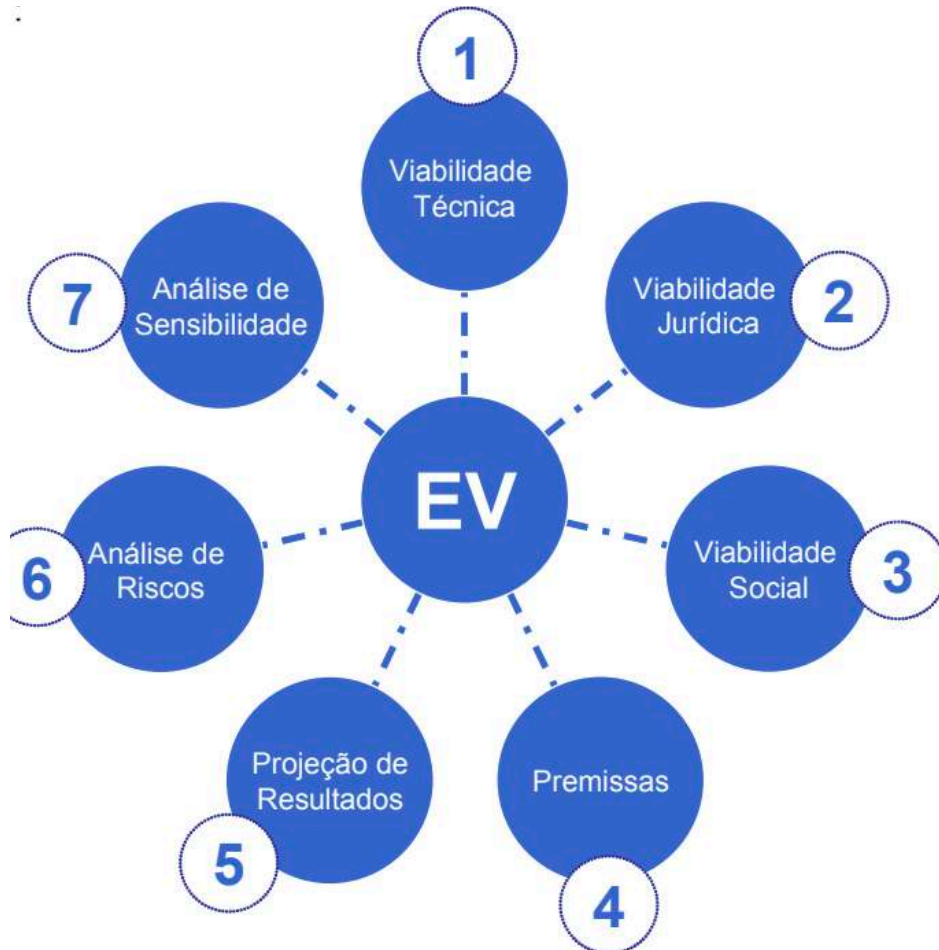 1
Viabilidade
Técnica
7
Análise de
Sensibilidade
Viabilidade
Jurídica
2
EV
6
Análise de
Riscos
Viabilidade
Social
3
Projeção de
Resultados
5
Premissas
4